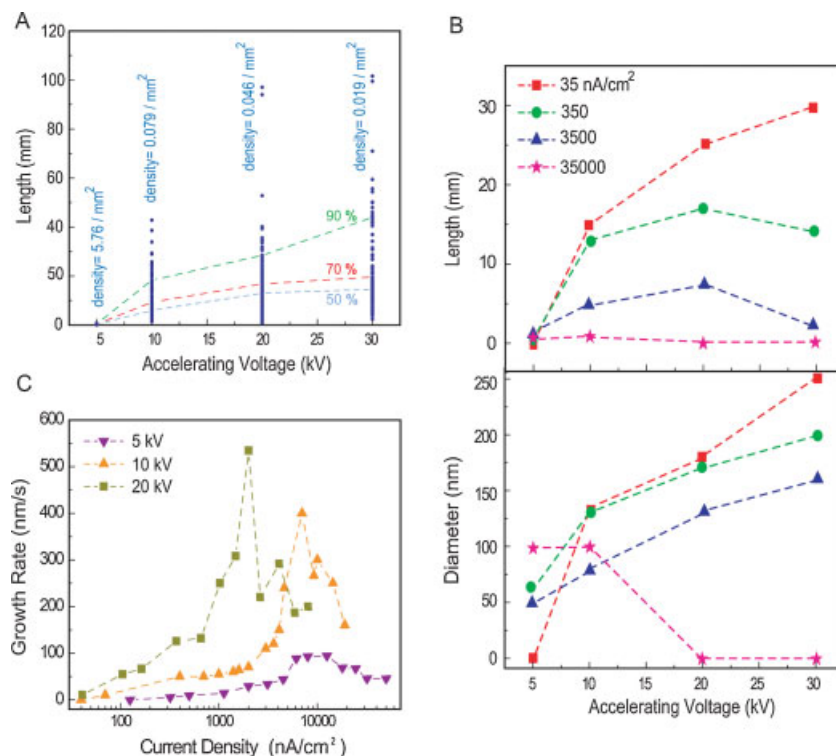 A
120
100
80
60
40
50
0
Length (mm)
5
10
15
20
25
30
Accelerating Voltage (kV)
density= 5.76 / mm²
density= 0.079 / mm²
density= 0.046 / mm²
density= 0.019 / mm²
90 %
70 %
50 %
B
35 nA/cm²
350
3500
35000
30
20
10
0
Length (mm)
250
200
150
100
50
0
Diameter (nm)
5
10
15
20
25
30
Accelerating Voltage (kV)
C
600
500
400
300
200
100
0
Growth Rate (nm/s)
5 kV
10 kV
20 kV
100
1000
10000
Current Density (nA/cm²)